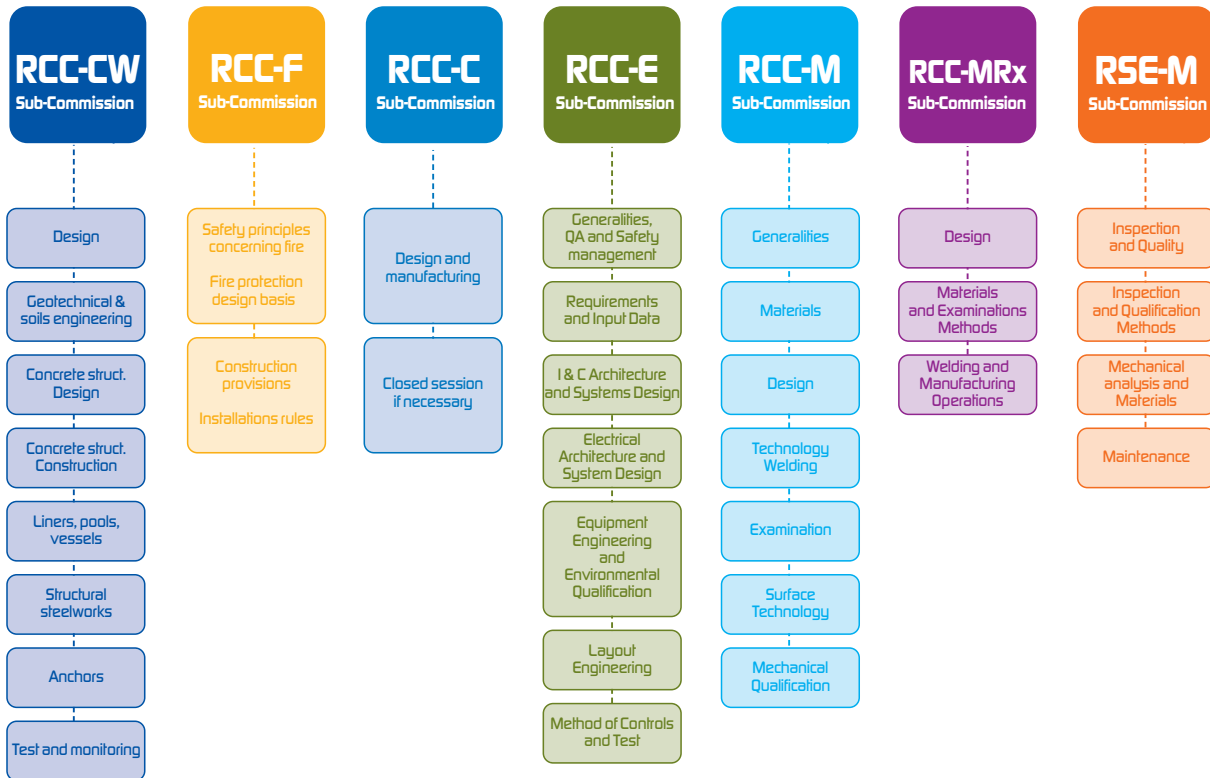 RCC-CW
Sub-Commission
Design
Geotechnical &
soils engineering
Concrete struct.
Design
Concrete struct.
Construction
Liners, pools,
vessels
Structural
steelworks
Anchors
Test and monitoring
RCC-F
Sub-Commission
Safety principles
concerning fire
Fire protection
design basis
Construction
provisions
Installations rules
RCC-C
Sub-Commission
Design and
manufacturing
Closed session
if necessary
RCC-E
Sub-Commission
Generalities,
QA and Safety
management
Requirements
and Input Data
I & C Architecture
and Systems Design
Electrical
Architecture and
System Design
Equipment
Engineering
and
Environmental
Qualification
Layout
Engineering
Method of Controls
and Test
RCC-M
Sub-Commission
Generalities
Materials
Design
Technology
Welding
Examination
Surface
Technology
Mechanical
Qualification
RCC-MRx
Sub-Commission
Design
Materials
and Examinations
Methods
Welding and
Manufacturing
Operations
RSE-M
Sub-Commission
Inspection
and Quality
Inspection
and Qualification
Methods
Mechanical
analysis and
Materials
Maintenance